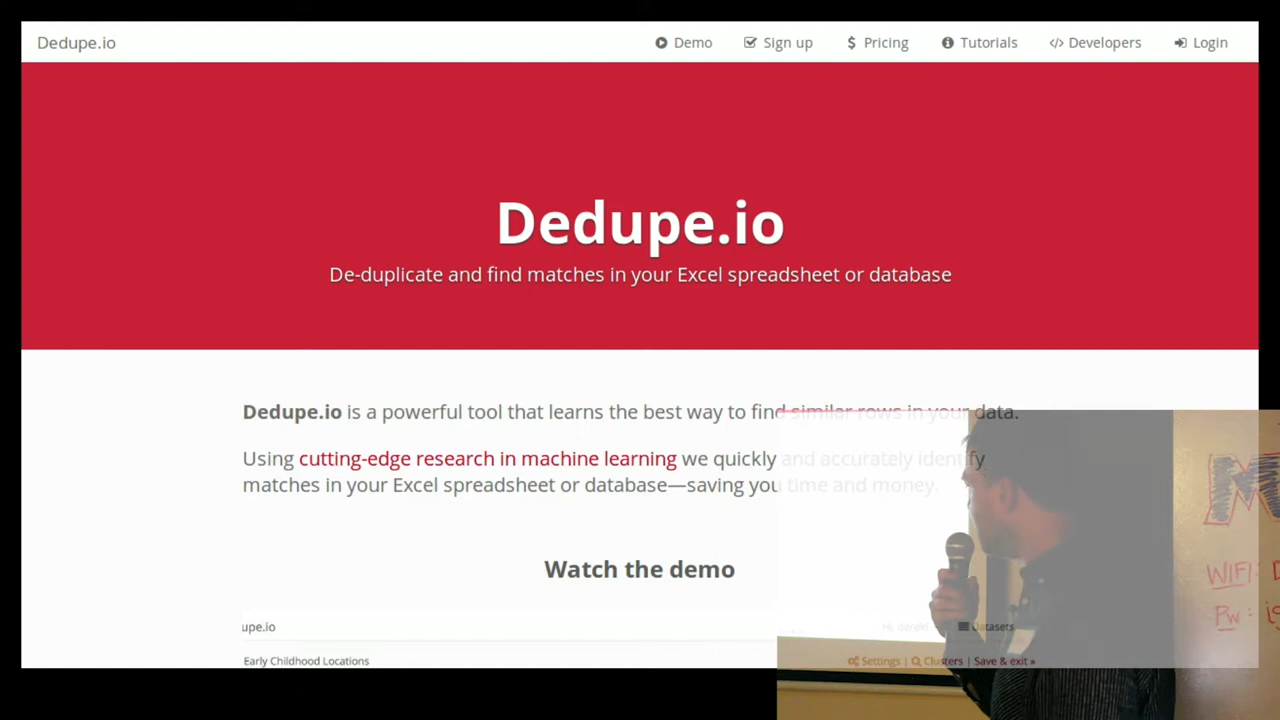 Dedupe.io
Demo
Sign up
Pricing
Tutorials
Developers
Login
Dedupe.io
De-duplicate and find matches in your Excel spreadsheet or database
Dedupe.io is a powerful tool that learns the best way to find similar rows in your data.
Using cutting-edge research in machine learning we quickly and accurately identify
matches in your Excel spreadsheet or database—saving you time and money.
Watch the demo
upe.io
Hi, derekl
Datasets
Early Childhood Locations
Settings | Clusters | Save & exit »
M
WIFI:
Pw: